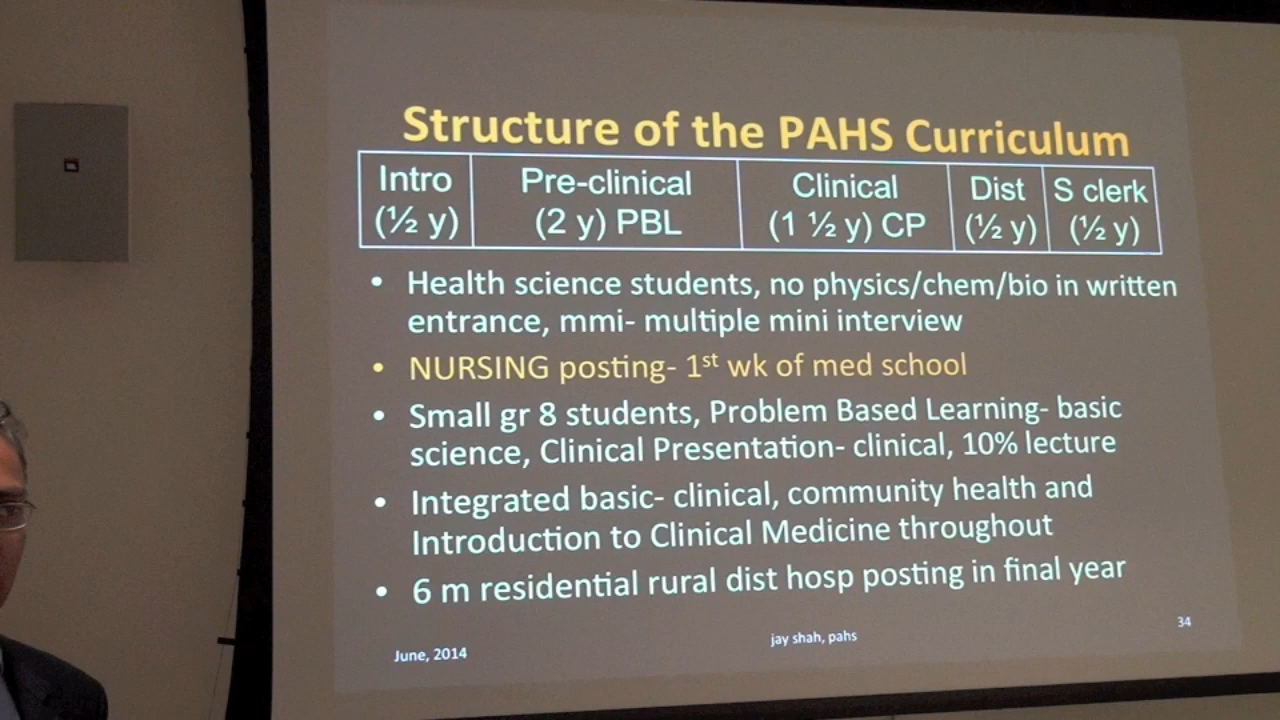 Structure of the PAHS Curriculum
Intro Pre-clinical Clinical Dist S clerk
(½ y) (2 y) PBL (1 ½ y) CP (½ y) (½ y)
• Health science students, no physics/chem/bio in written
entrance, mmi- multiple mini interview
• NURSING posting- 1st wk of med school
• Small gr 8 students, Problem Based Learning- basic
science, Clinical Presentation- clinical, 10% lecture
• Integrated basic- clinical, community health and
Introduction to Clinical Medicine throughout
• 6 m residential rural dist hosp posting in final year
June, 2014 jay shah, pahs 34